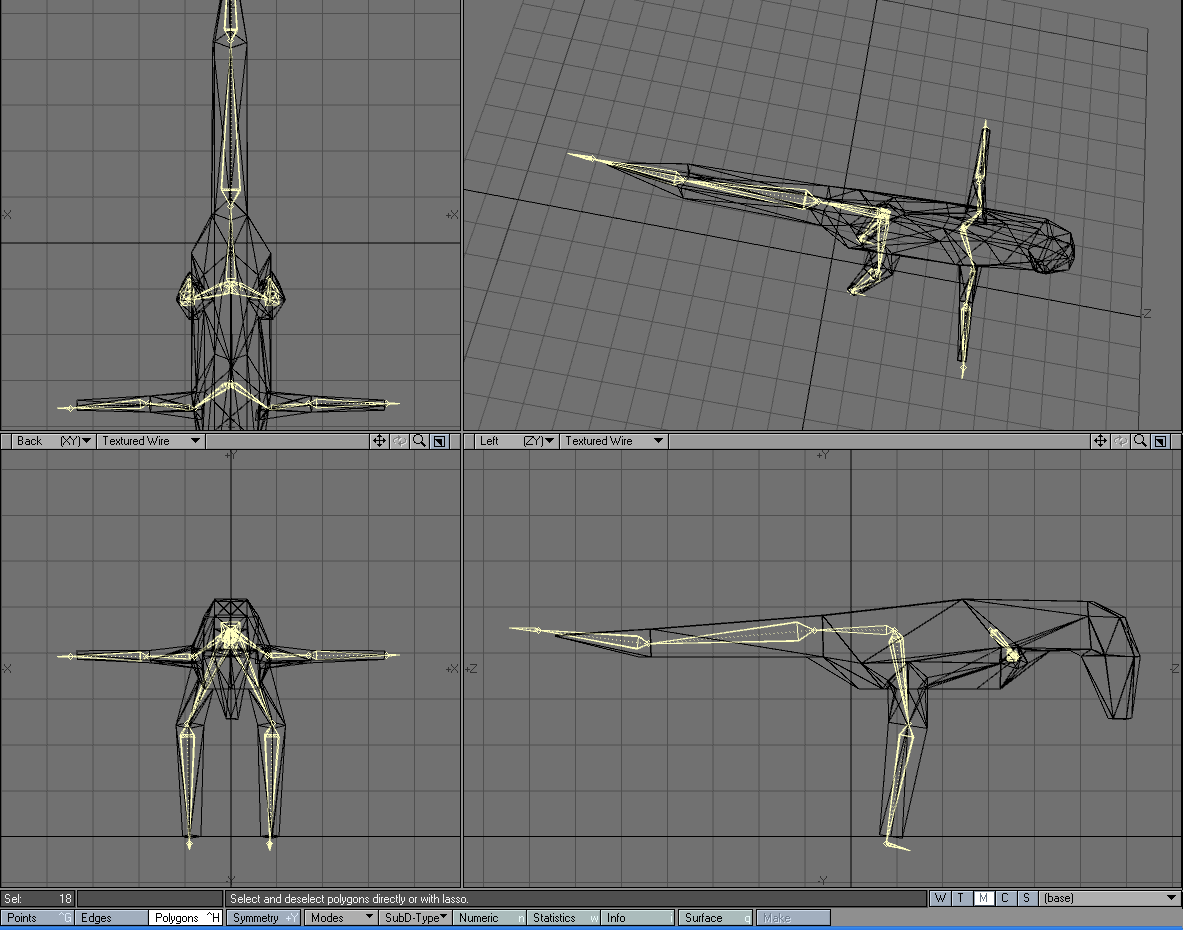 -X +X
Z
Back (XY) Textured Wire
Left (ZY) Textured Wire
+Y +Y
-X +X +Z -Z
-Y -Y
Sel: 18 Select and deselect polygons directly or with lasso. W T M C S (base)
Points ^G Edges Polygons ^H Symmetry +Y Modes SubD-Type Numeric n Statistics w Info i Surface q Make